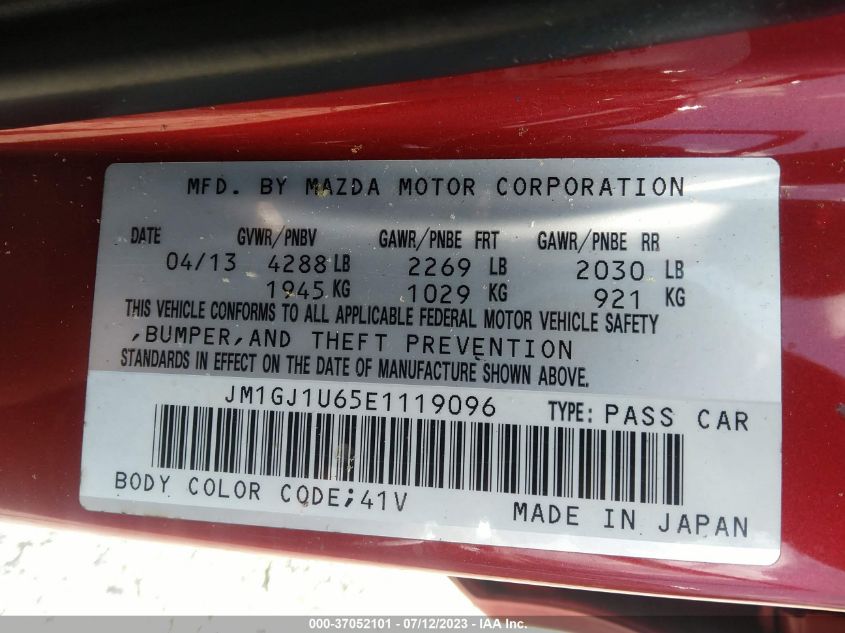 MFD. BY MAZDA MOTOR CORPORATION
DATE GVWR/PNBV GAWR/PNBE FRT GAWR/PNBE RR
04/13 4288 LB 2269 LB 2030 LB
1945 KG 1029 KG 921 KG
THIS VEHICLE CONFORMS TO ALL APPLICABLE FEDERAL MOTOR VEHICLE SAFETY
,BUMPER,AND THEFT PREVENTION
STANDARDS IN EFFECT ON THE DATE OF MANUFACTURE SHOWN ABOVE.
JM1GJ1U65E1119096 TYPE: PASS CAR
BODY COLOR CODE;41V
MADE IN JAPAN
000-37052101 - 07/12/2023 - IAA Inc.